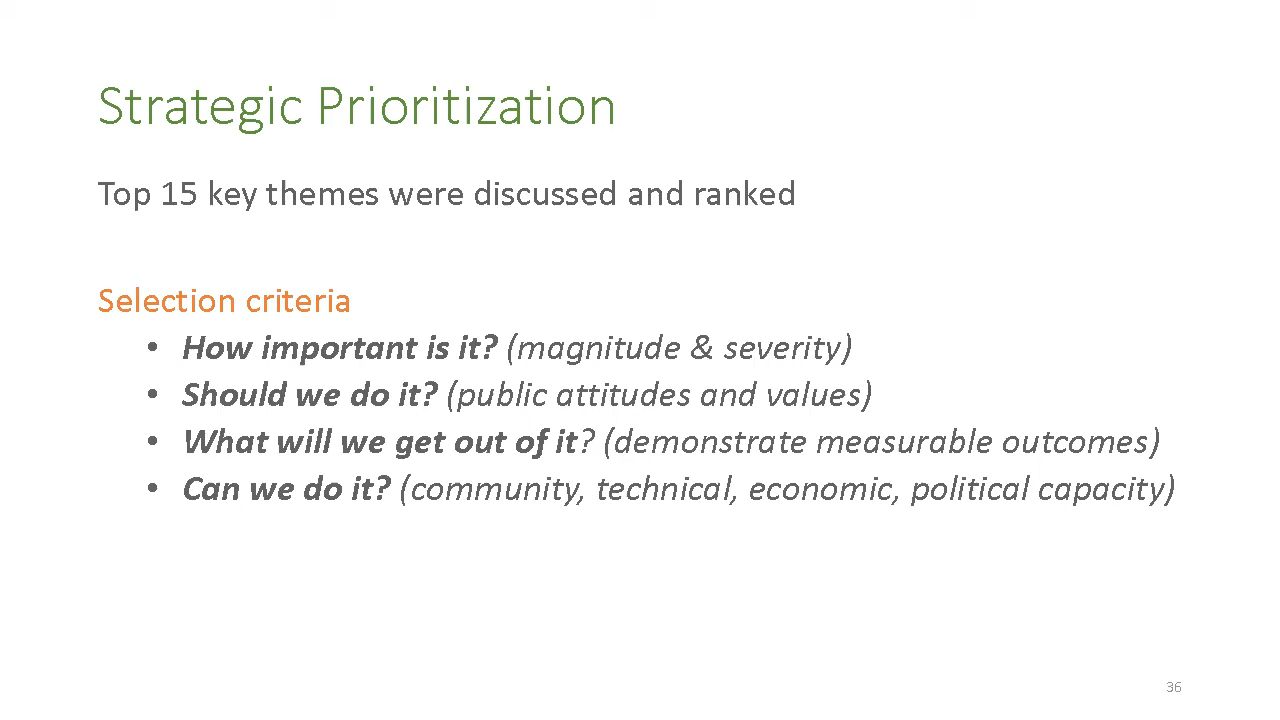 Strategic Prioritization
Top 15 key themes were discussed and ranked
Selection criteria
• How important is it? (magnitude & severity)
• Should we do it? (public attitudes and values)
• What will we get out of it? (demonstrate measurable outcomes)
• Can we do it? (community, technical, economic, political capacity)
36